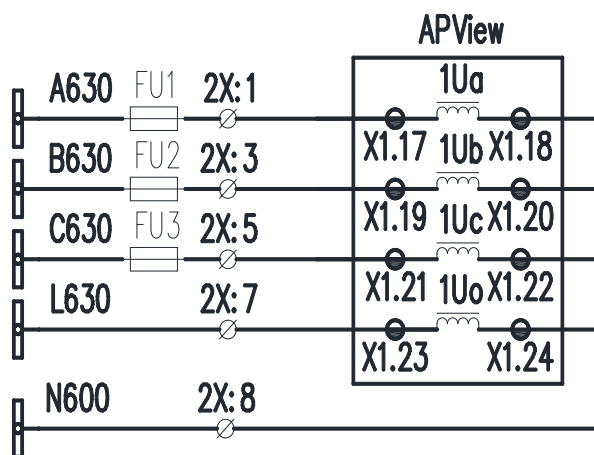 APView
A630 FU1 2X:1 1Ua
X1.17 X1.18
B630 FU2 2X:3 1Ub
X1.19 X1.20
C630 FU3 2X:5 1Uc
X1.21 X1.22
L630 2X:7 1Uo
X1.23 X1.24
N600 2X:8